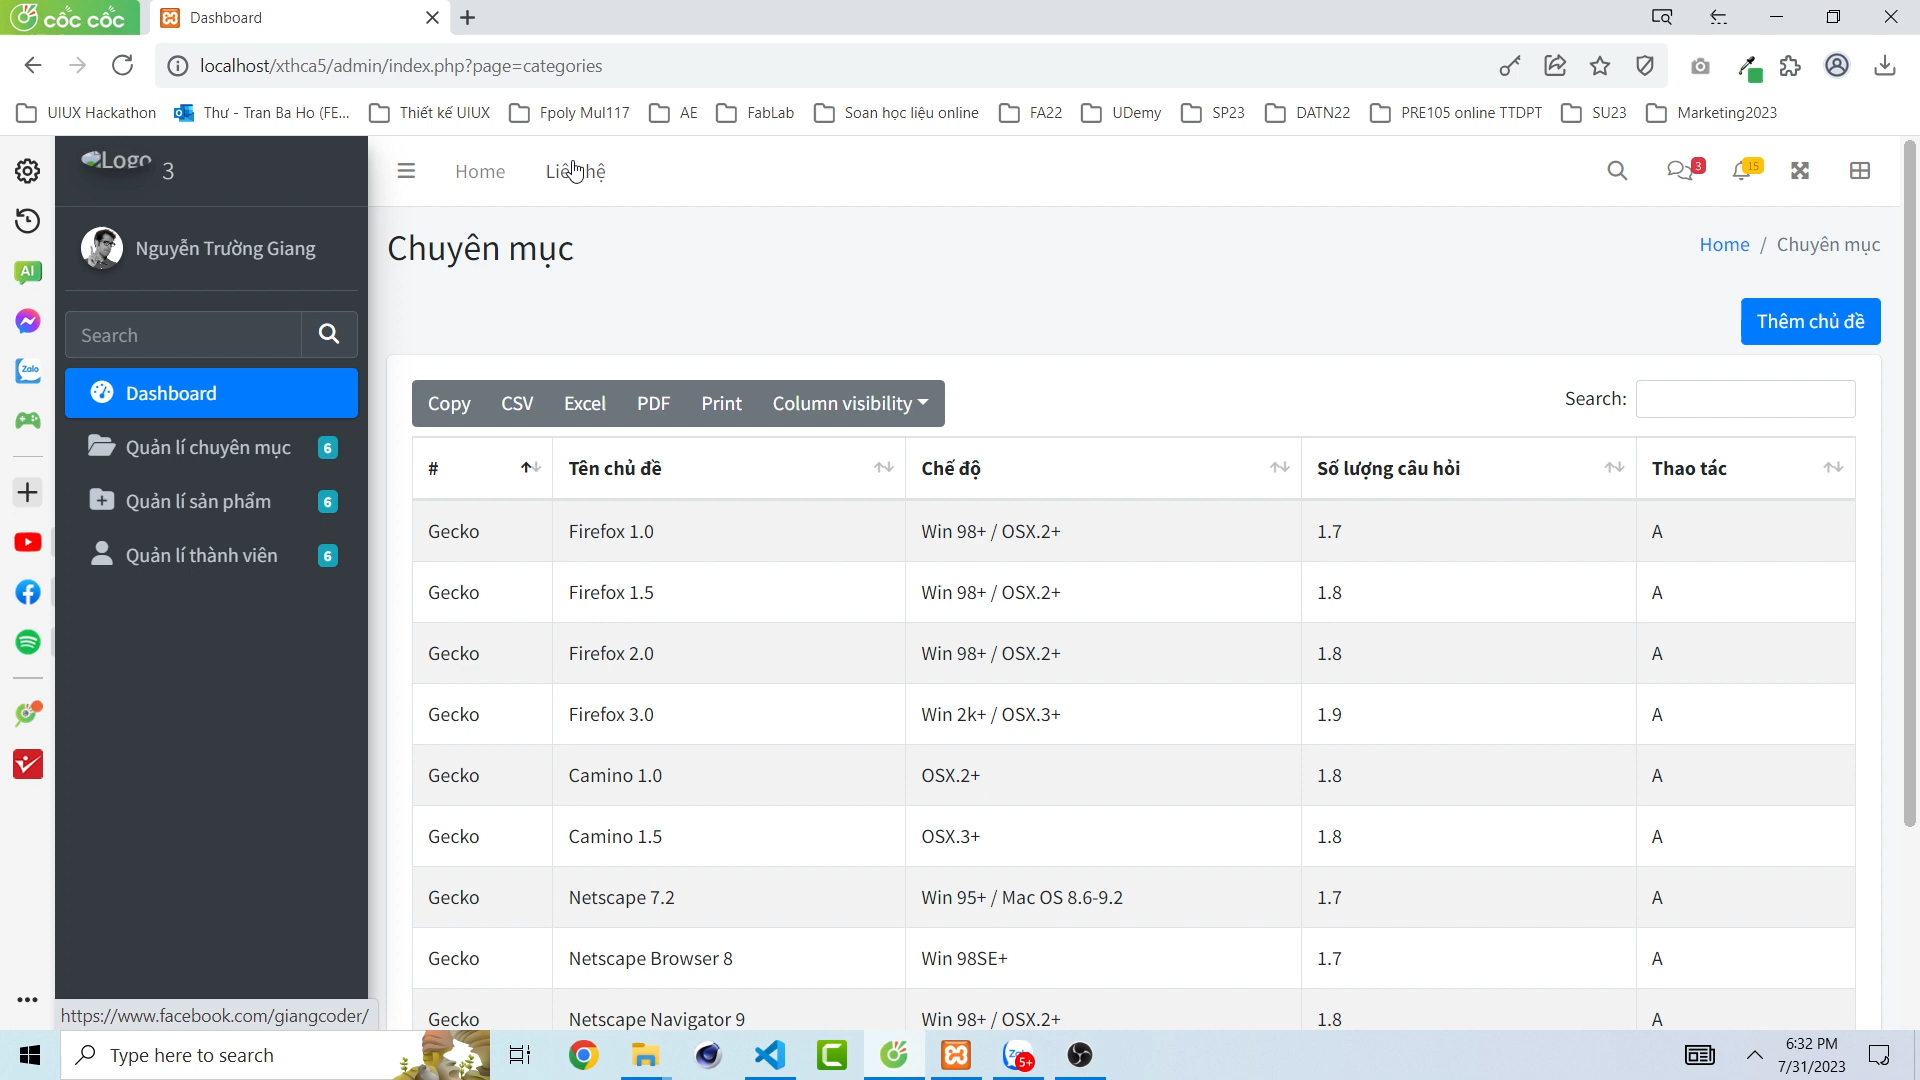 cốc cốc
Dashboard
localhost/xthca5/admin/index.php?page=categories
UIUX Hackathon
Thư - Tran Ba Ho (FE...
Thiết kế UIUX
Fpoly Mul117
AE
FabLab
Soan học liệu online
FA22
UDemy
SP23
DATN22
PRE105 online TTDPT
SU23
Marketing2023
Logo 3
Home
Liên hệ
3
15
Nguyễn Trường Giang
Chuyên mục
Home / Chuyên mục
AI
Zalo
Search
Thêm chủ đề
Dashboard
Quản lí chuyên mục 6
Quản lí sản phẩm 6
Quản lí thành viên 6
Copy CSV Excel PDF Print Column visibility
Search:
# Tên chủ đề Chế độ Số lượng câu hỏi Thao tác
Gecko Firefox 1.0 Win 98+ / OSX.2+ 1.7 A
Gecko Firefox 1.5 Win 98+ / OSX.2+ 1.8 A
Gecko Firefox 2.0 Win 98+ / OSX.2+ 1.8 A
Gecko Firefox 3.0 Win 2k+ / OSX.3+ 1.9 A
Gecko Camino 1.0 OSX.2+ 1.8 A
Gecko Camino 1.5 OSX.3+ 1.8 A
Gecko Netscape 7.2 Win 95+ / Mac OS 8.6-9.2 1.7 A
Gecko Netscape Browser 8 Win 98SE+ 1.7 A
Gecko Netscape Navigator 9 Win 98+ / OSX.2+ 1.8 A
https://www.facebook.com/giangcoder/
Type here to search
5+
6:32 PM
7/31/2023